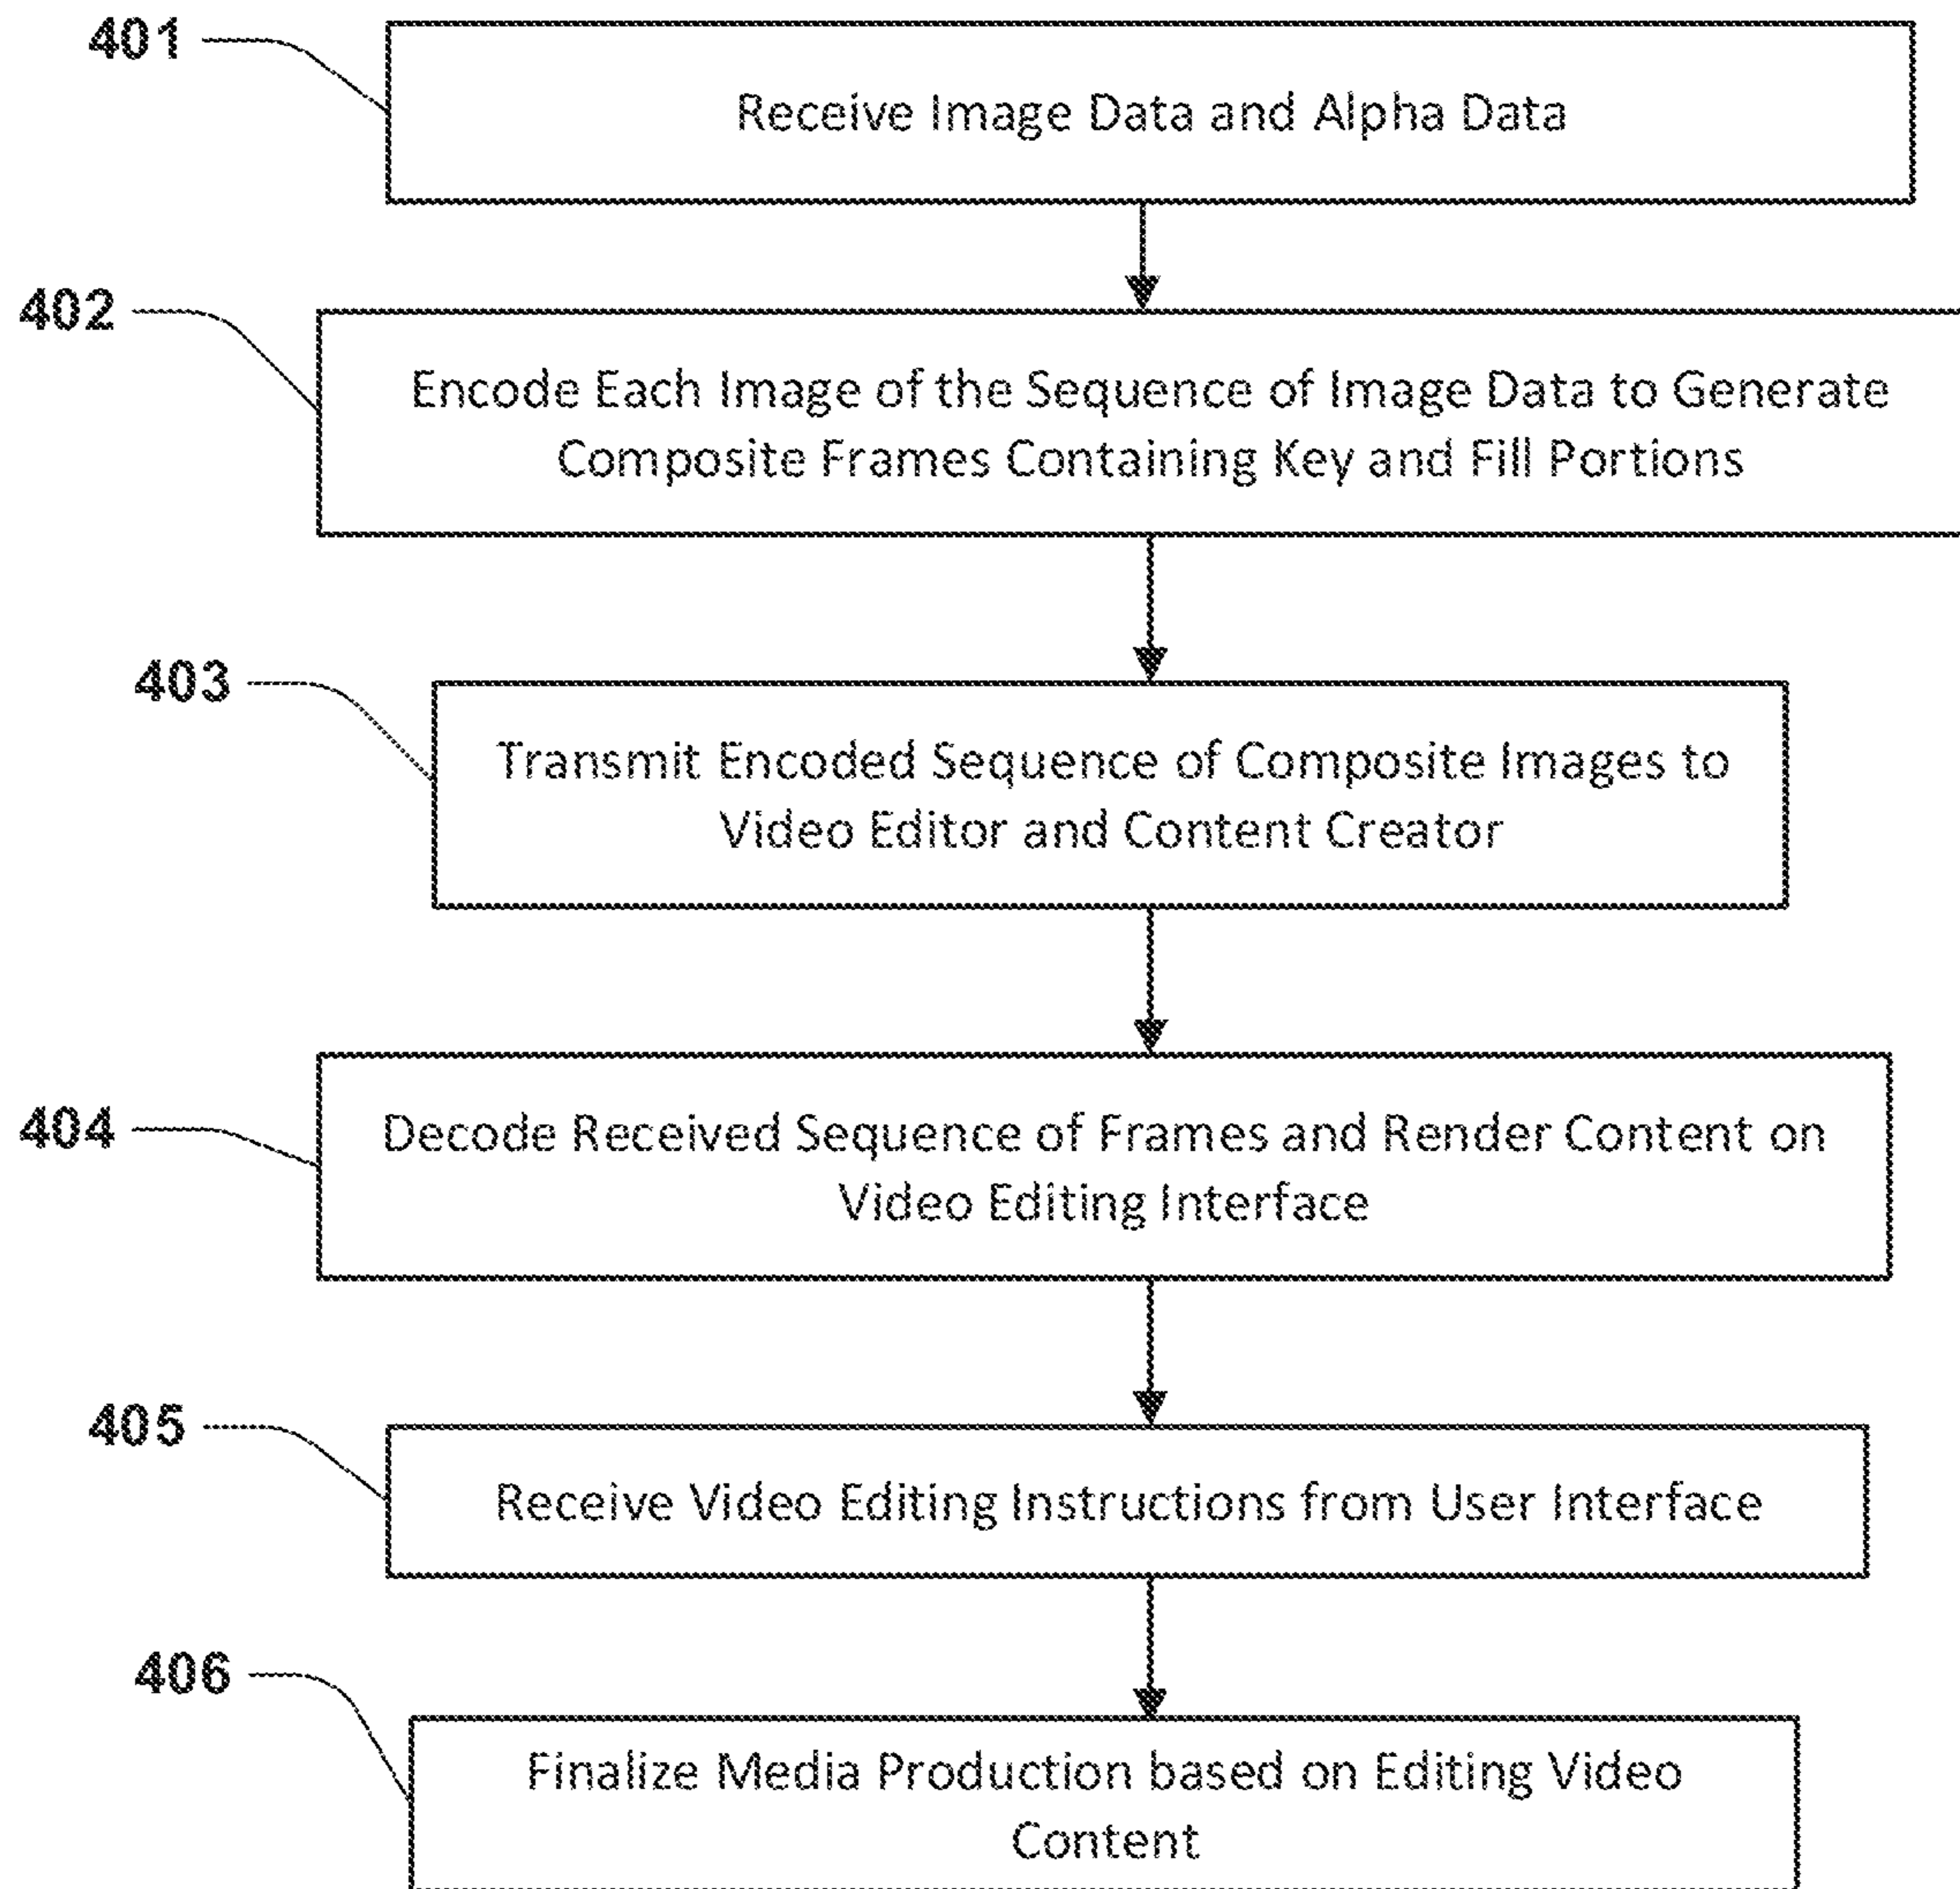 401
Receive Image Data and Alpha Data
402
Encode Each Image of the Sequence of Image Data to Generate
Composite Frames Containing Key and Fill Portions
403
Transmit Encoded Sequence of Composite Images to
Video Editor and Content Creator
404
Decode Received Sequence of Frames and Render Content on
Video Editing Interface
405
Receive Video Editing Instructions from User Interface
406
Finalize Media Production based on Editing Video
Content